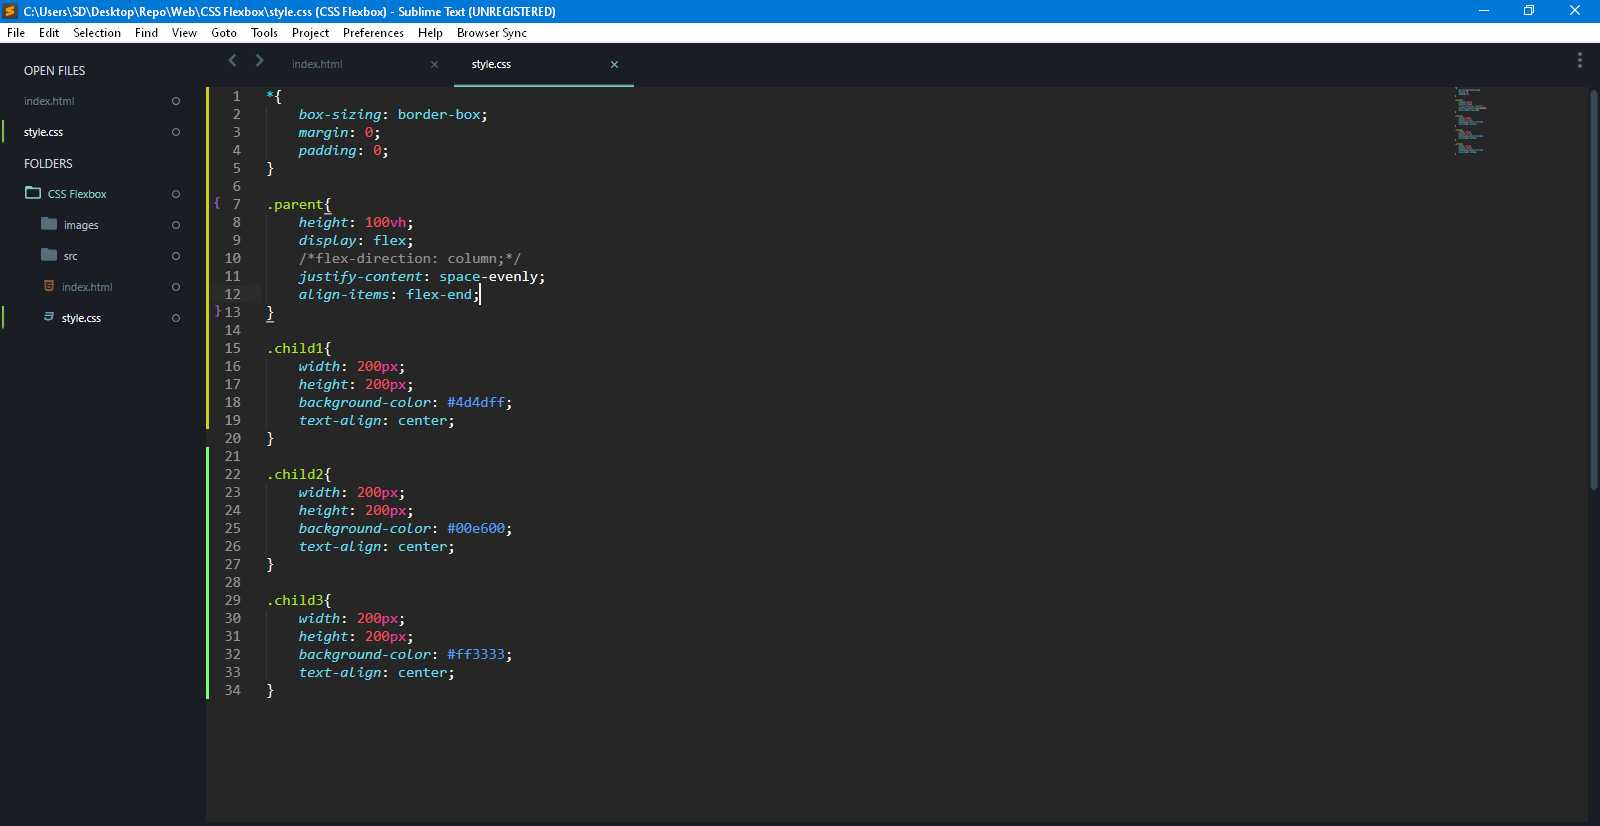 C:\Users\SD\Desktop\Repo\Web\CSS Flexbox\style.css (CSS Flexbox) - Sublime Text (UNREGISTERED)
File Edit Selection Find View Goto Tools Project Preferences Help Browser Sync
OPEN FILES
index.html
style.css
FOLDERS
CSS Flexbox
images
src
index.html
style.css
index.html style.css
1 *{
2 box-sizing: border-box;
3 margin: 0;
4 padding: 0;
5 }
6
7 .parent{
8 height: 100vh;
9 display: flex;
10 /*flex-direction: column;*/
11 justify-content: space-evenly;
12 align-items: flex-end;
13 }
14
15 .child1{
16 width: 200px;
17 height: 200px;
18 background-color: #4d4dff;
19 text-align: center;
20 }
21
22 .child2{
23 width: 200px;
24 height: 200px;
25 background-color: #00e600;
26 text-align: center;
27 }
28
29 .child3{
30 width: 200px;
31 height: 200px;
32 background-color: #ff3333;
33 text-align: center;
34 }